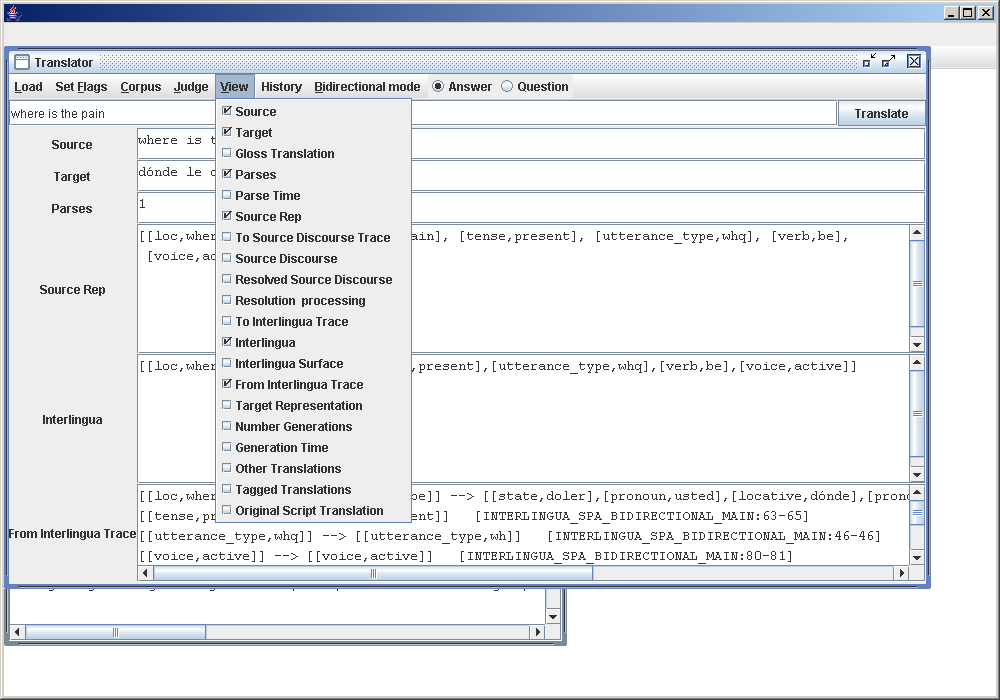 Translator
Load Set Flags Corpus Judge View History Bidirectional mode Answer Question
where is the pain Translate
Source
Target
Gloss Translation
Parses
Parse Time
Source Rep
To Source Discourse Trace
Source Discourse
Resolved Source Discourse
Resolution processing
To Interlingua Trace
Interlingua
Interlingua Surface
From Interlingua Trace
Target Representation
Number Generations
Generation Time
Other Translations
Tagged Translations
Original Script Translation
Source where is t
Target dónde le
Parses 1
Source Rep
[[loc,wher ain], [tense,present], [utterance_type,whq], [verb,be],
[voice,ac
Interlingua
[[loc,wher ,present],[utterance_type,whq],[verb,be],[voice,active]]
From Interlingua Trace
[[loc,wher be]] --> [[state,doler],[pronoun,usted],[locative,dónde],[pron
[[tense,pr ent]] [INTERLINGUA_SPA_BIDIRECTIONAL_MAIN:63-65]
[[utterance_type,whq]] --> [[utterance_type,wh]] [INTERLINGUA_SPA_BIDIRECTIONAL_MAIN:46-46]
[[voice,active]] --> [[voice,active]] [INTERLINGUA_SPA_BIDIRECTIONAL_MAIN:80-81]